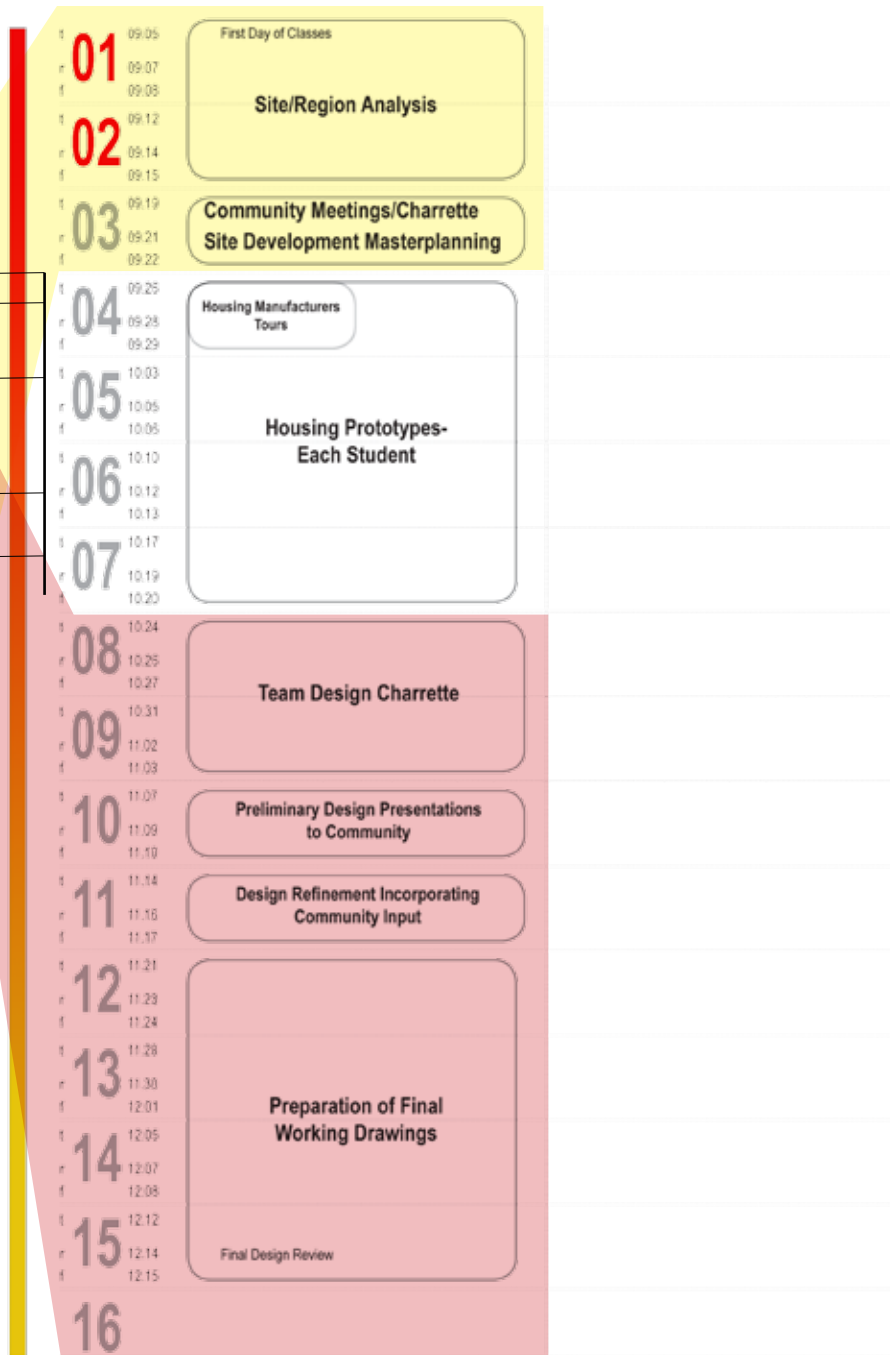 t 09.05 First Day of Classes
01
r 09.07
f 09.08
Site/Region Analysis
t 09.12
02
r 09.14
f 09.15
t 09.19
03
r 09.21
f 09.22
Community Meetings/Charrette
Site Development Masterplanning
t 09.26
04
r 09.28
f 09.29
Housing Manufacturers
Tours
t 10.03
05
r 10.05
f 10.06
Housing Prototypes-
Each Student
t 10.10
06
r 10.12
f 10.13
t 10.17
07
r 10.19
f 10.20
t 10.24
08
r 10.26
f 10.27
Team Design Charrette
t 10.31
09
r 11.02
f 11.03
t 11.07
10
r 11.09
f 11.10
Preliminary Design Presentations
to Community
t 11.14
11
r 11.16
f 11.17
Design Refinement Incorporating
Community Input
t 11.21
12
r 11.23
f 11.24
t 11.28
13
r 11.30
f 12.01
Preparation of Final
Working Drawings
t 12.05
14
r 12.07
f 12.08
t 12.12
15
r 12.14
f 12.15
Final Design Review
16